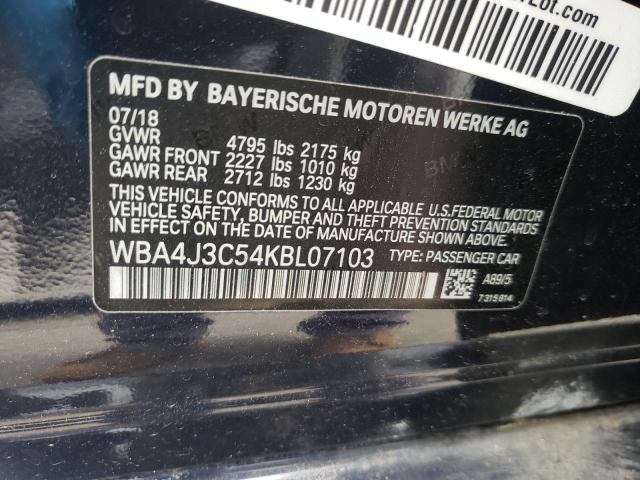 Lot.com
MFD BY BAYERISCHE MOTOREN WERKE AG
07/18
GVWR 4795 lbs 2175 kg
GAWR FRONT 2227 lbs 1010 kg
GAWR REAR 2712 lbs 1230 kg
THIS VEHICLE CONFORMS TO ALL APPLICABLE U.S.FEDERAL MOTOR
VEHICLE SAFETY, BUMPER AND THEFT PREVENTION STANDARDS
IN EFFECT ON THE DATE OF MANUFACTURE SHOWN ABOVE.
WBA4J3C54KBL07103 TYPE: PASSENGER CAR
A89/5
7315814